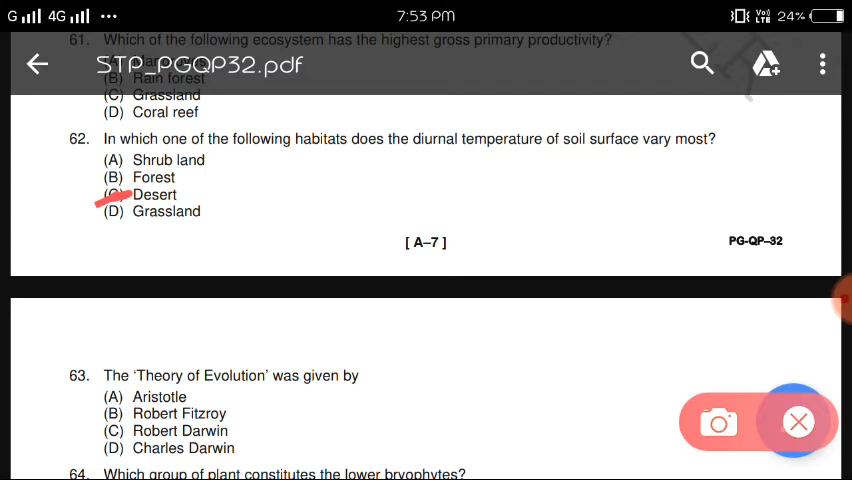 G 4G ... 7:53 PM VoJ LTE 24%
61. Which of the following ecosystem has the highest gross primary productivity?
STP_PGQP32.pdf
(B) Rain forest
(C) Grassland
(D) Coral reef
62. In which one of the following habitats does the diurnal temperature of soil surface vary most?
(A) Shrub land
(B) Forest
(C) Desert
(D) Grassland
[ A–7 ] PG-QP–32
63. The ‘Theory of Evolution’ was given by
(A) Aristotle
(B) Robert Fitzroy
(C) Robert Darwin
(D) Charles Darwin
64. Which group of plant constitutes the lower bryophytes?